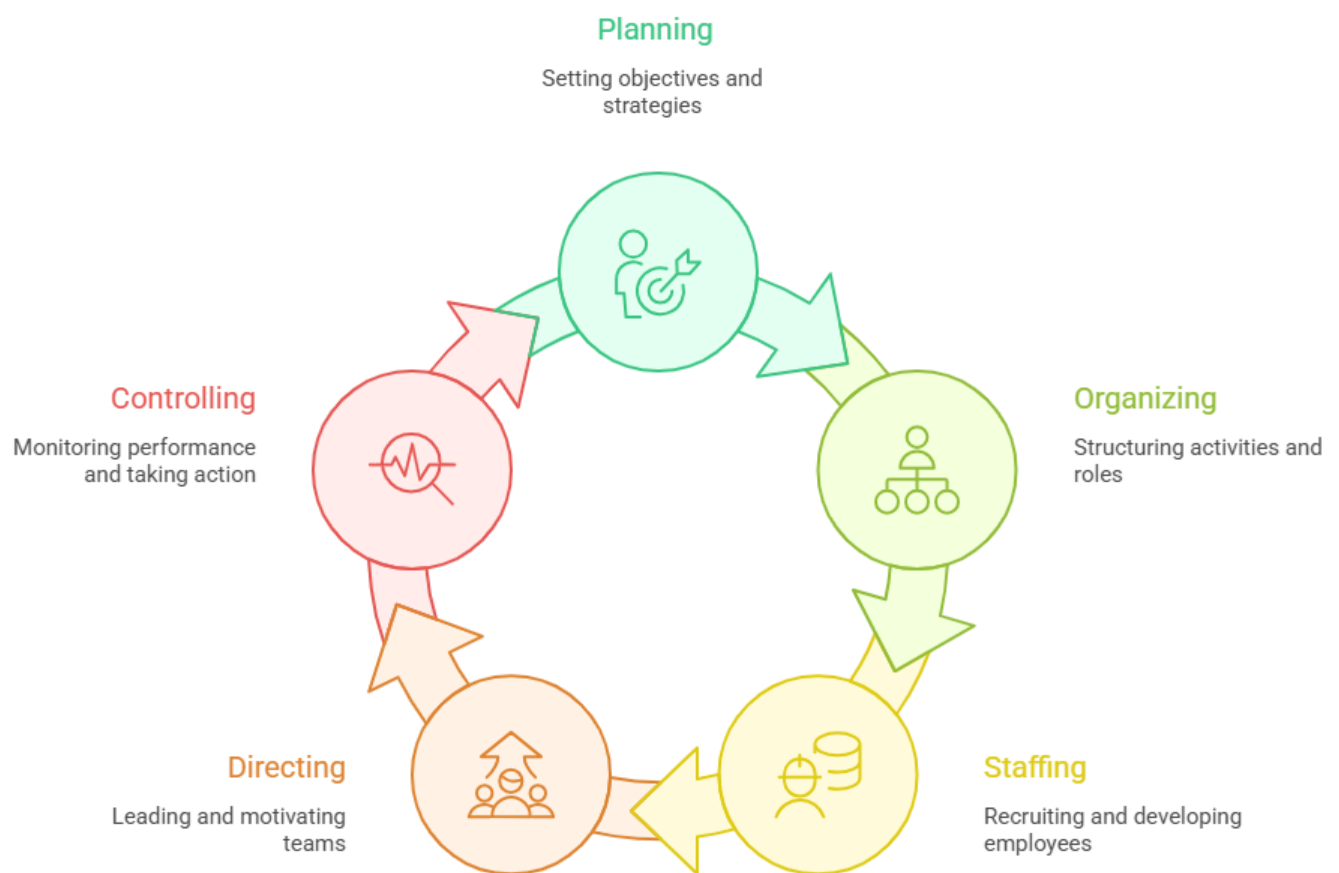 Planning
Setting objectives and
strategies
Controlling
Monitoring performance
and taking action
Organizing
Structuring activities and
roles
Directing
Leading and motivating
teams
Staffing
Recruiting and developing
employees